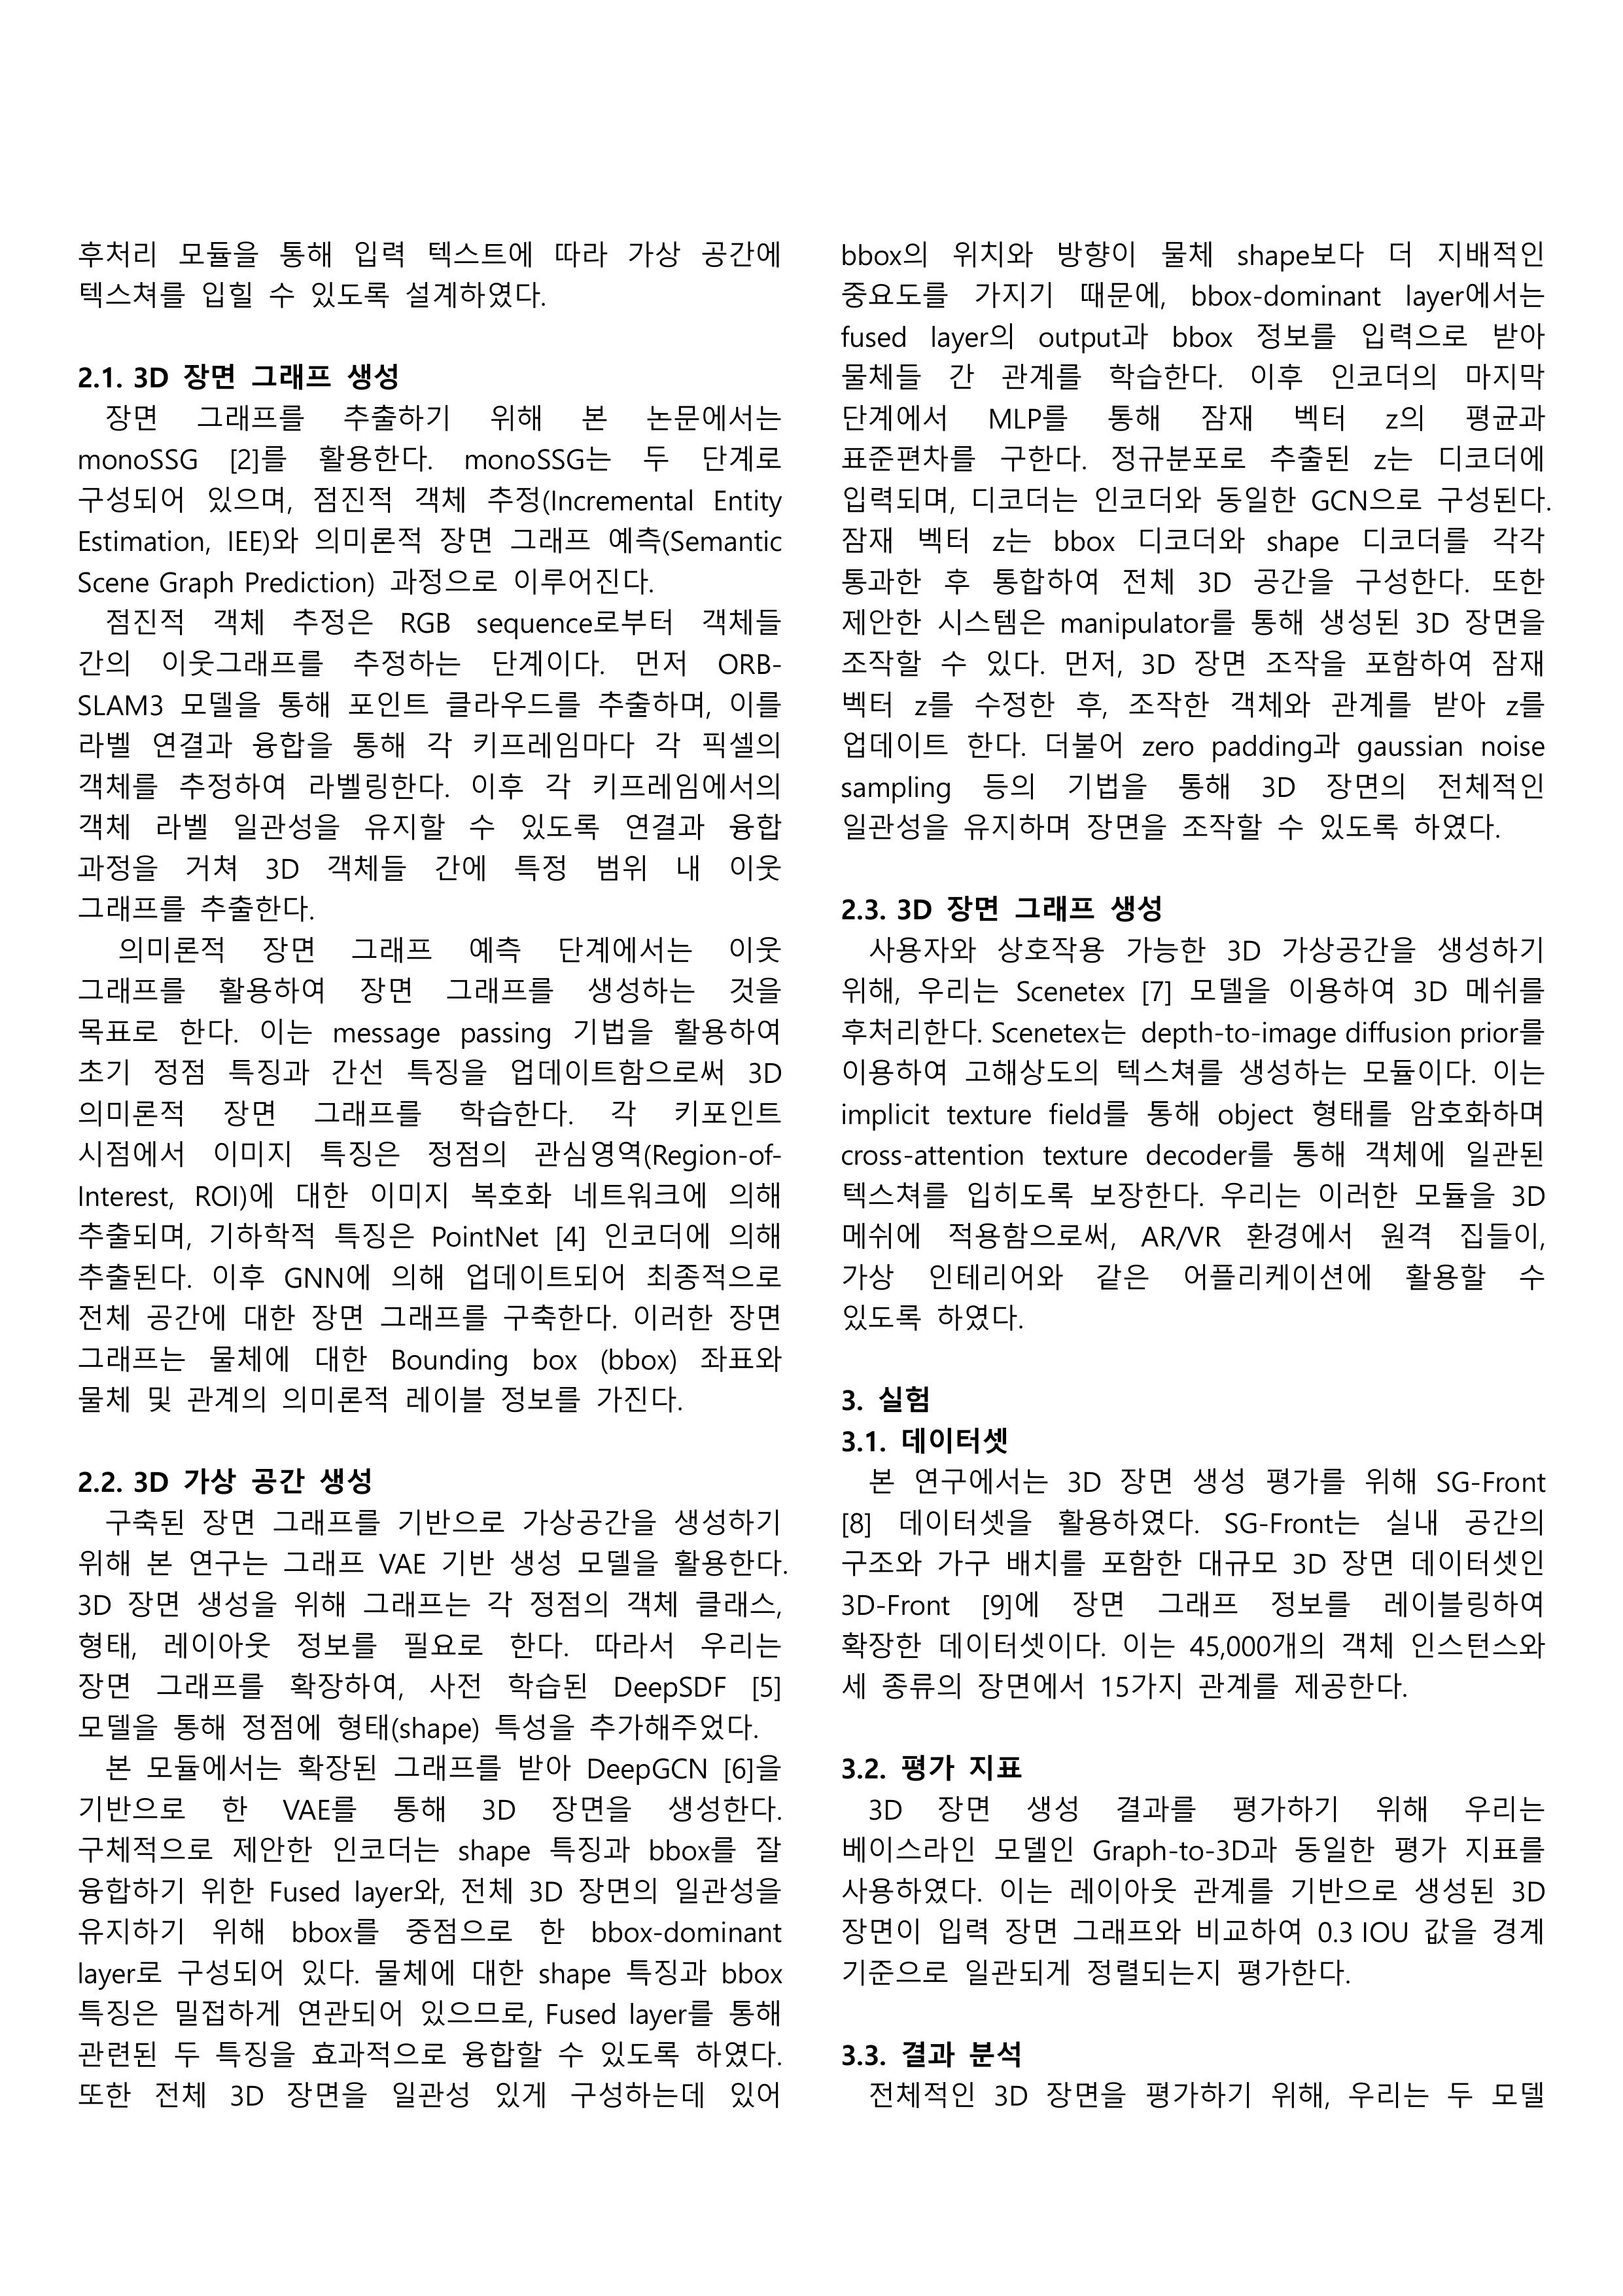 후처리 모듈을 통해 입력 텍스트에 따라 가상 공간에
텍스쳐를 입힐 수 있도록 설계하였다.
2.1. 3D 장면 그래프 생성
장면 그래프를 추출하기 위해 본 논문에서는
monoSSG [2]를 활용한다. monoSSG는 두 단계로
구성되어 있으며, 점진적 객체 추정(Incremental Entity
Estimation, IEE)와 의미론적 장면 그래프 예측(Semantic
Scene Graph Prediction) 과정으로 이루어진다.
점진적 객체 추정은 RGB sequence로부터 객체들
간의 이웃그래프를 추정하는 단계이다. 먼저 ORB-
SLAM3 모델을 통해 포인트 클라우드를 추출하며, 이를
라벨 연결과 융합을 통해 각 키프레임마다 각 픽셀의
객체를 추정하여 라벨링한다. 이후 각 키프레임에서의
객체 라벨 일관성을 유지할 수 있도록 연결과 융합
과정을 거쳐 3D 객체들 간에 특정 범위 내 이웃
그래프를 추출한다.
의미론적 장면 그래프 예측 단계에서는 이웃
그래프를 활용하여 장면 그래프를 생성하는 것을
목표로 한다. 이는 message passing 기법을 활용하여
초기 정점 특징과 간선 특징을 업데이트함으로써 3D
의미론적 장면 그래프를 학습한다. 각 키포인트
시점에서 이미지 특징은 정점의 관심영역(Region-of-
Interest, ROI)에 대한 이미지 복호화 네트워크에 의해
추출되며, 기하학적 특징은 PointNet [4] 인코더에 의해
추출된다. 이후 GNN에 의해 업데이트되어 최종적으로
전체 공간에 대한 장면 그래프를 구축한다. 이러한 장면
그래프는 물체에 대한 Bounding box (bbox) 좌표와
물체 및 관계의 의미론적 레이블 정보를 가진다.
2.2. 3D 가상 공간 생성
구축된 장면 그래프를 기반으로 가상공간을 생성하기
위해 본 연구는 그래프 VAE 기반 생성 모델을 활용한다.
3D 장면 생성을 위해 그래프는 각 정점의 객체 클래스,
형태, 레이아웃 정보를 필요로 한다. 따라서 우리는
장면 그래프를 확장하여, 사전 학습된 DeepSDF [5]
모델을 통해 정점에 형태(shape) 특성을 추가해주었다.
본 모듈에서는 확장된 그래프를 받아 DeepGCN [6]을
기반으로 한 VAE를 통해 3D 장면을 생성한다.
구체적으로 제안한 인코더는 shape 특징과 bbox를 잘
융합하기 위한 Fused layer와, 전체 3D 장면의 일관성을
유지하기 위해 bbox를 중점으로 한 bbox-dominant
layer로 구성되어 있다. 물체에 대한 shape 특징과 bbox
특징은 밀접하게 연관되어 있으므로, Fused layer를 통해
관련된 두 특징을 효과적으로 융합할 수 있도록 하였다.
또한 전체 3D 장면을 일관성 있게 구성하는데 있어
bbox의 위치와 방향이 물체 shape보다 더 지배적인
중요도를 가지기 때문에, bbox-dominant layer에서는
fused layer의 output과 bbox 정보를 입력으로 받아
물체들 간 관계를 학습한다. 이후 인코더의 마지막
단계에서 MLP를 통해 잠재 벡터 z의 평균과
표준편차를 구한다. 정규분포로 추출된 z는 디코더에
입력되며, 디코더는 인코더와 동일한 GCN으로 구성된다.
잠재 벡터 z는 bbox 디코더와 shape 디코더를 각각
통과한 후 통합하여 전체 3D 공간을 구성한다. 또한
제안한 시스템은 manipulator를 통해 생성된 3D 장면을
조작할 수 있다. 먼저, 3D 장면 조작을 포함하여 잠재
벡터 z를 수정한 후, 조작한 객체와 관계를 받아 z를
업데이트 한다. 더불어 zero padding과 gaussian noise
sampling 등의 기법을 통해 3D 장면의 전체적인
일관성을 유지하며 장면을 조작할 수 있도록 하였다.
2.3. 3D 장면 그래프 생성
사용자와 상호작용 가능한 3D 가상공간을 생성하기
위해, 우리는 Scenetex [7] 모델을 이용하여 3D 메쉬를
후처리한다. Scenetex는 depth-to-image diffusion prior를
이용하여 고해상도의 텍스쳐를 생성하는 모듈이다. 이는
implicit texture field를 통해 object 형태를 암호화하며
cross-attention texture decoder를 통해 객체에 일관된
텍스쳐를 입히도록 보장한다. 우리는 이러한 모듈을 3D
메쉬에 적용함으로써, AR/VR 환경에서 원격 집들이,
가상 인테리어와 같은 어플리케이션에 활용할 수
있도록 하였다.
3. 실험
3.1. 데이터셋
본 연구에서는 3D 장면 생성 평가를 위해 SG-Front
[8] 데이터셋을 활용하였다. SG-Front는 실내 공간의
구조와 가구 배치를 포함한 대규모 3D 장면 데이터셋인
3D-Front [9]에 장면 그래프 정보를 레이블링하여
확장한 데이터셋이다. 이는 45,000개의 객체 인스턴스와
세 종류의 장면에서 15가지 관계를 제공한다.
3.2. 평가 지표
3D 장면 생성 결과를 평가하기 위해 우리는
베이스라인 모델인 Graph-to-3D과 동일한 평가 지표를
사용하였다. 이는 레이아웃 관계를 기반으로 생성된 3D
장면이 입력 장면 그래프와 비교하여 0.3 IOU 값을 경계
기준으로 일관되게 정렬되는지 평가한다.
3.3. 결과 분석
전체적인 3D 장면을 평가하기 위해, 우리는 두 모델